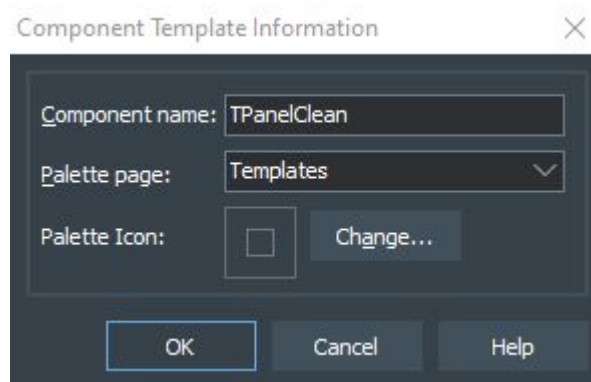 Component Template Information
Component name: TPanelClean
Palette page: Templates
Palette Icon: Change...
OK Cancel Help